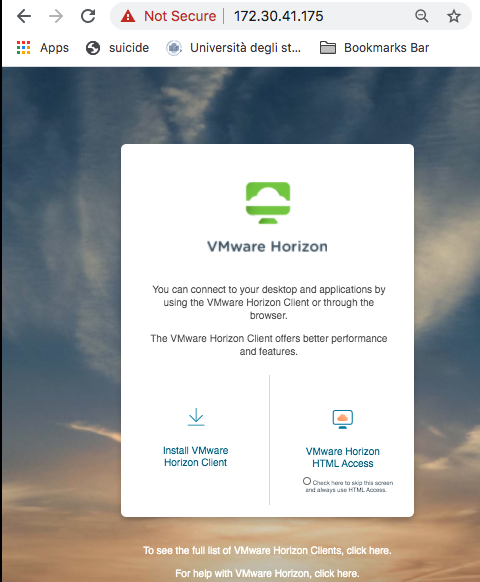 Not Secure | 172.30.41.175
Apps suicide Università degli st... Bookmarks Bar
VMware Horizon
You can connect to your desktop and applications by
using the VMware Horizon Client or through the
browser.
The VMware Horizon Client offers better performance
and features.
Install VMware
Horizon Client
VMware Horizon
HTML Access
Check here to skip this screen
and always use HTML Access.
To see the full list of VMware Horizon Clients, click here.
For help with VMware Horizon, click here.